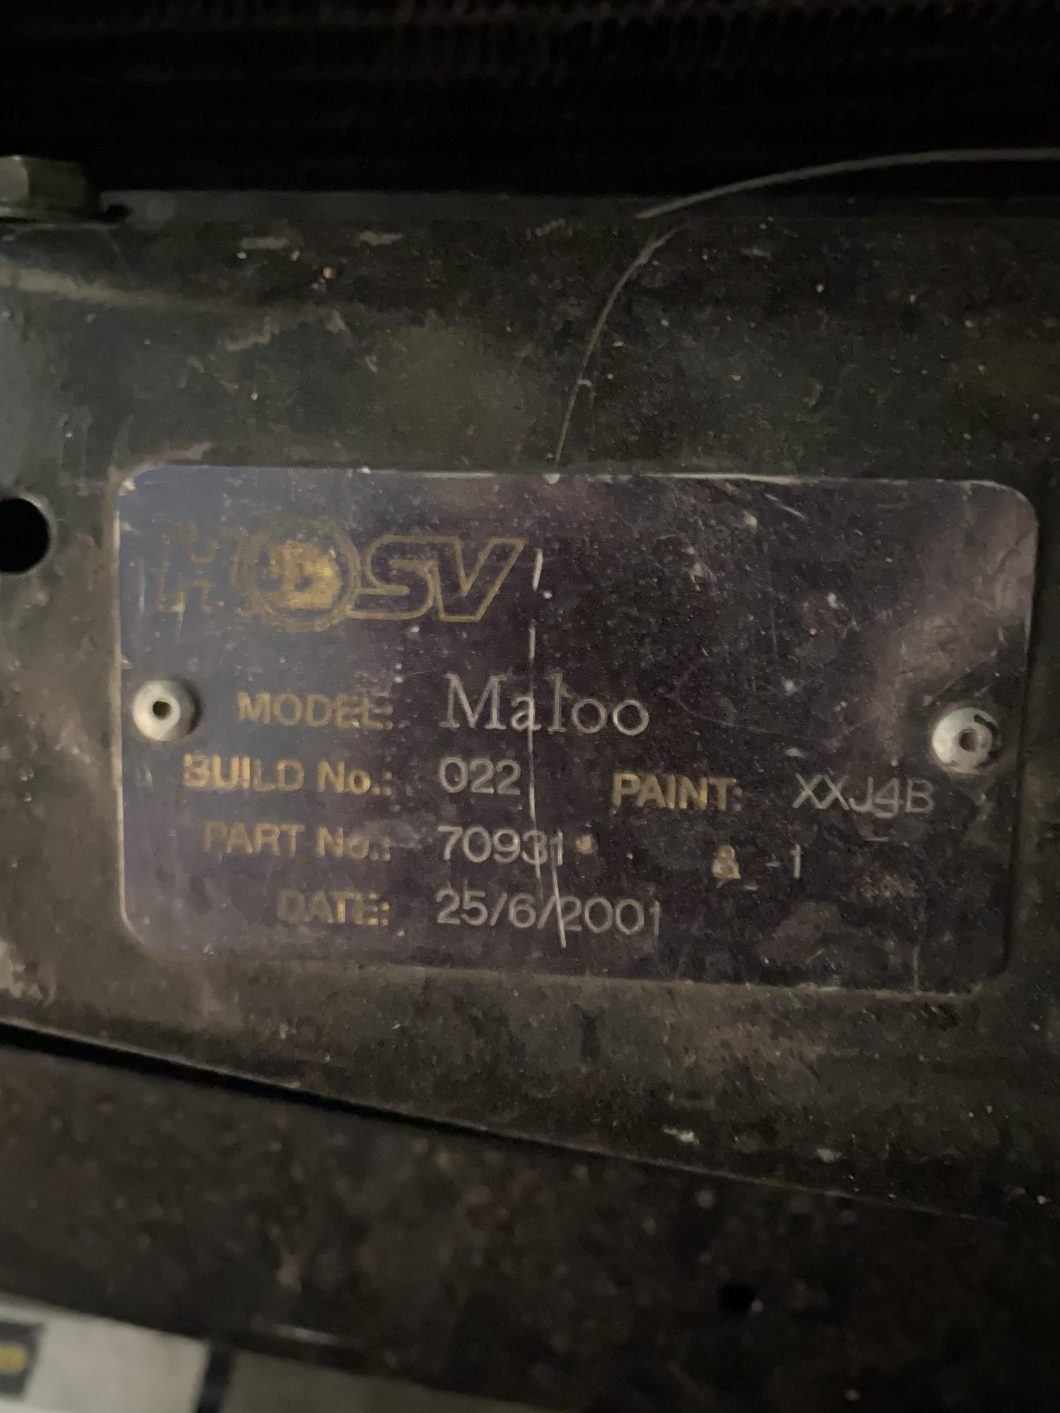 HSV
MODEL: Maloo
BUILD No.: 022 PAINT: XXJ4B
PART No.: 70931 & -1
DATE: 25/6/2001